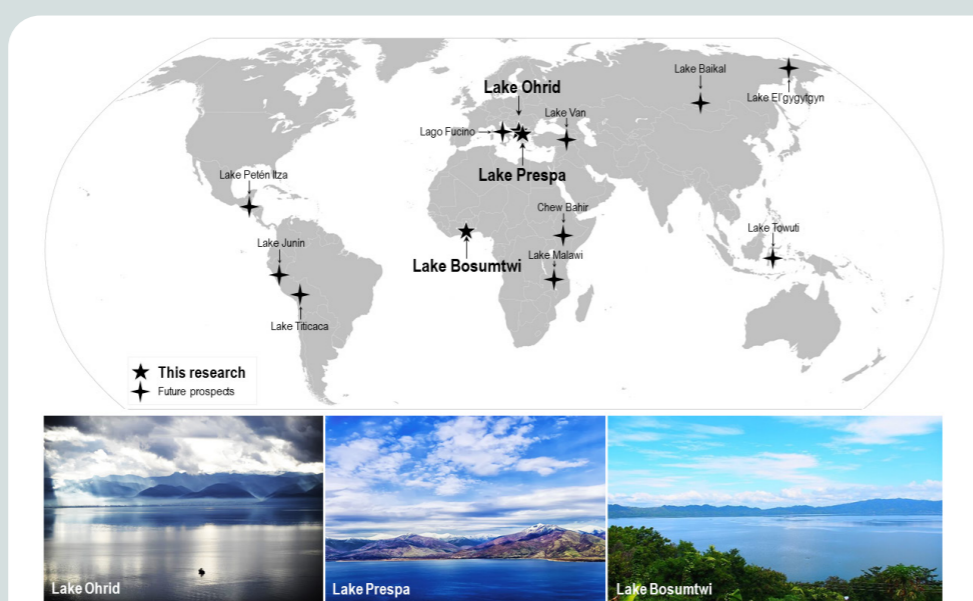 Lake Baikal
Lake El'gygytgyn
Lake Ohrid
Lake Van
Lago Fucino
Lake Prespa
Lake Petén Itza
Chew Bahir
Lake Towuti
Lake Junin
Lake Malawi
Lake Bosumtwi
Lake Titicaca
This research
Future prospects
Lake Ohrid
Lake Prespa
Lake Bosumtwi